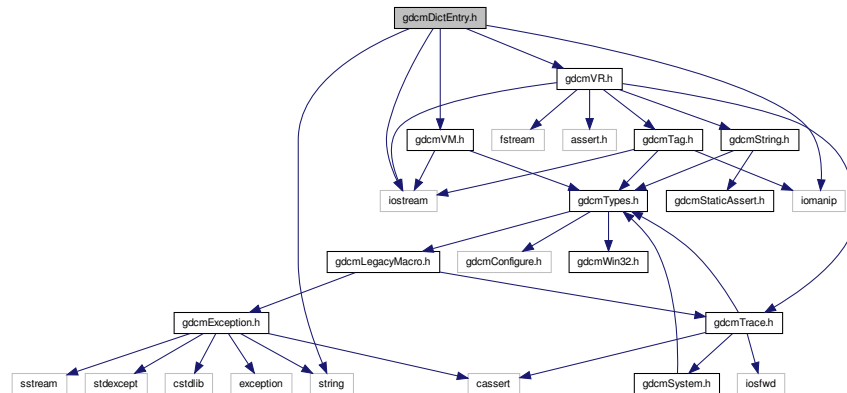 gdcmDictEntry.h
gdcmVR.h
gdcmVM.h
fstream
assert.h
gdcmTag.h
gdcmString.h
iostream
gdcmTypes.h
gdcmStaticAssert.h
iomanip
gdcmLegacyMacro.h
gdcmConfigure.h
gdcmWin32.h
gdcmException.h
gdcmTrace.h
sstream
stdexcept
cstdlib
exception
string
cassert
gdcmSystem.h
iosfwd